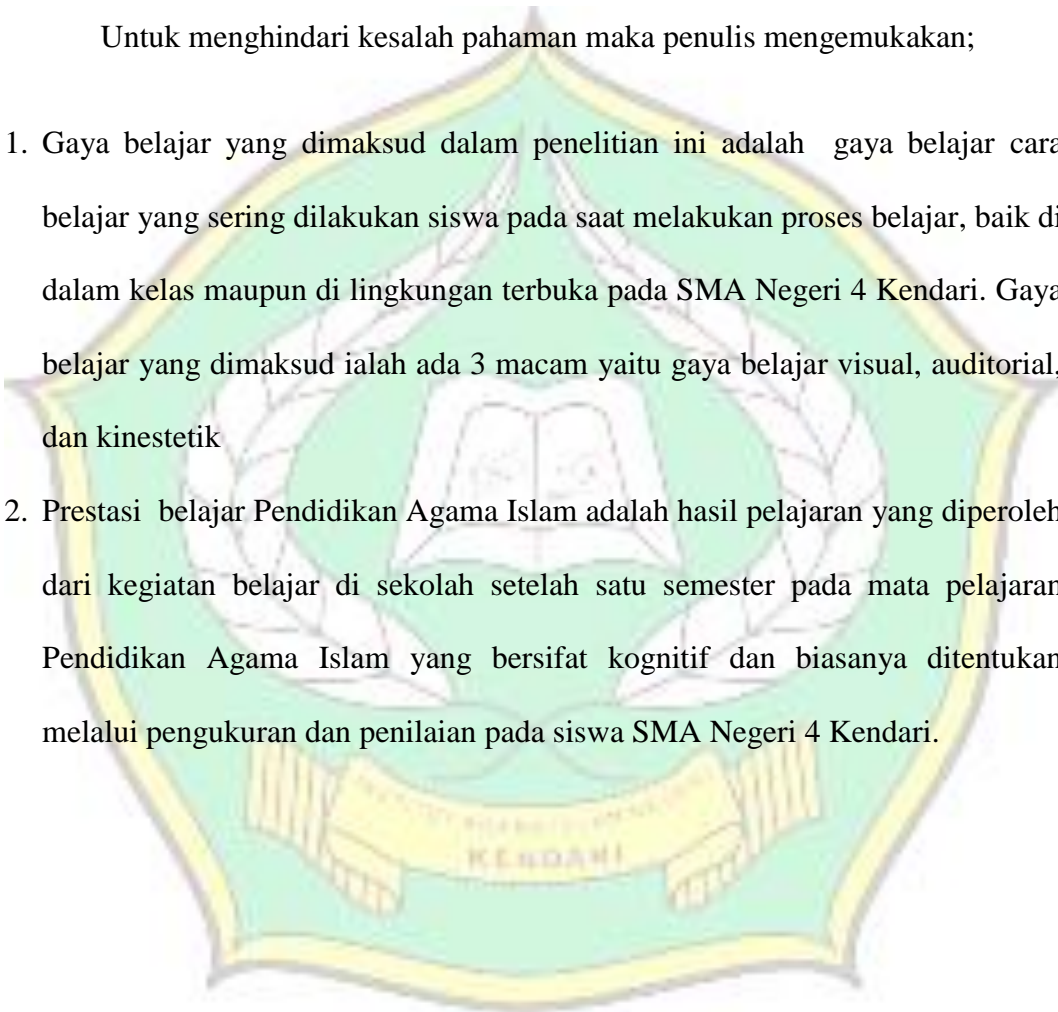 Untuk menghindari kesalah pahaman maka penulis mengemukakan;
1. Gaya belajar yang dimaksud dalam penelitian ini adalah gaya belajar cara
belajar yang sering dilakukan siswa pada saat melakukan proses belajar, baik di
dalam kelas maupun di lingkungan terbuka pada SMA Negeri 4 Kendari. Gaya
belajar yang dimaksud ialah ada 3 macam yaitu gaya belajar visual, auditorial,
dan kinestetik
2. Prestasi belajar Pendidikan Agama Islam adalah hasil pelajaran yang diperoleh
dari kegiatan belajar di sekolah setelah satu semester pada mata pelajaran
Pendidikan Agama Islam yang bersifat kognitif dan biasanya ditentukan
melalui pengukuran dan penilaian pada siswa SMA Negeri 4 Kendari.
KENDARI